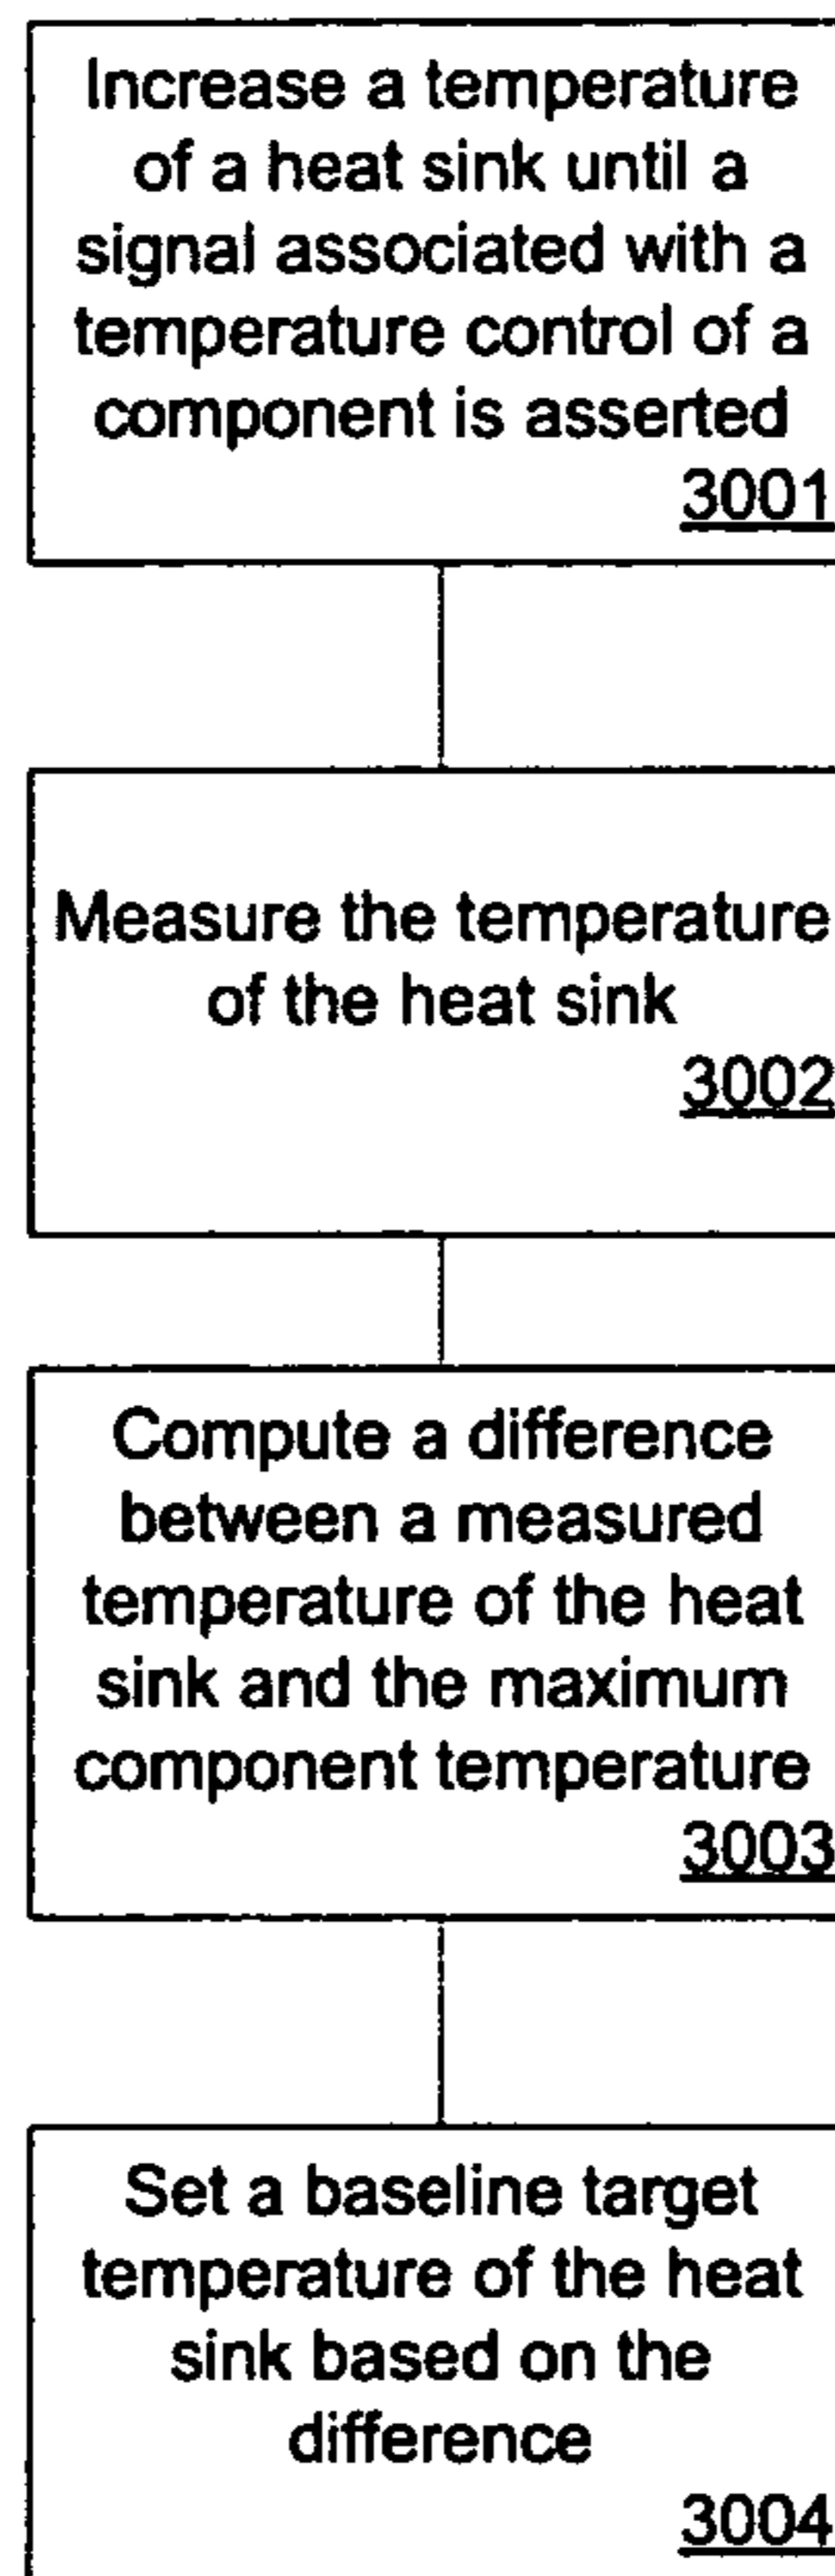 Increase a temperature
of a heat sink until a
signal associated with a
temperature control of a
component is asserted
3001
Measure the temperature
of the heat sink
3002
Compute a difference
between a measured
temperature of the heat
sink and the maximum
component temperature
3003
Set a baseline target
temperature of the heat
sink based on the
difference
3004